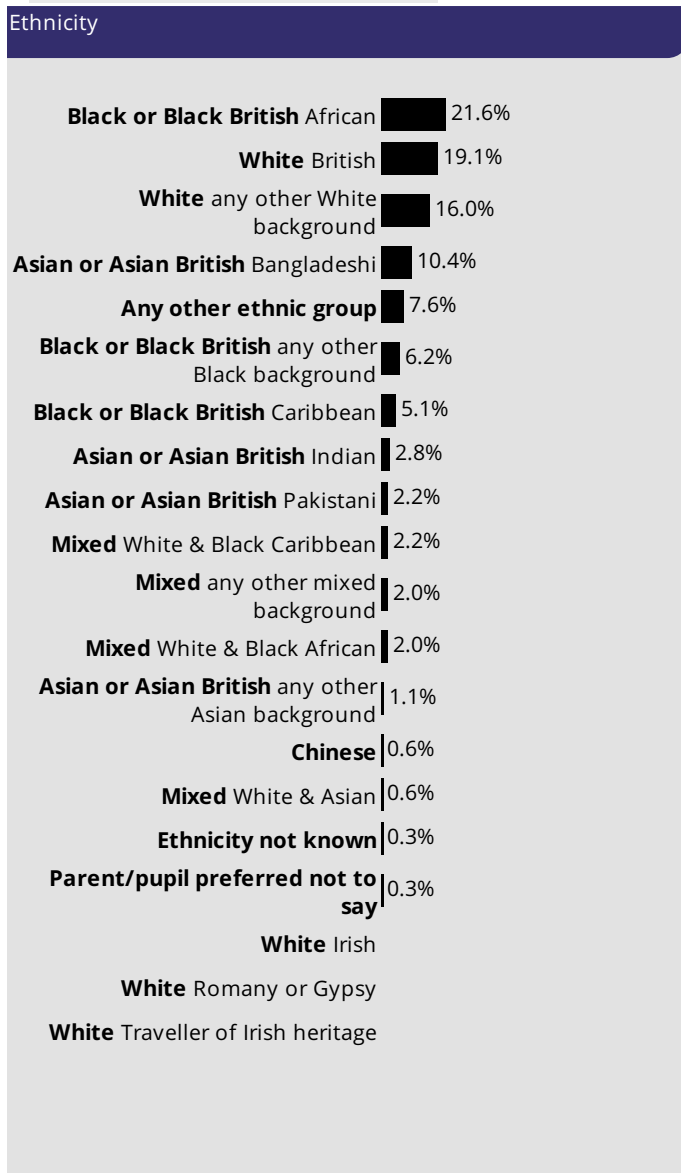 Ethnicity
Black or Black British African 21.6%
White British 19.1%
White any other White
background 16.0%
Asian or Asian British Bangladeshi 10.4%
Any other ethnic group 7.6%
Black or Black British any other
Black background 6.2%
Black or Black British Caribbean 5.1%
Asian or Asian British Indian 2.8%
Asian or Asian British Pakistani 2.2%
Mixed White & Black Caribbean 2.2%
Mixed any other mixed
background 2.0%
Mixed White & Black African 2.0%
Asian or Asian British any other
Asian background 1.1%
Chinese 0.6%
Mixed White & Asian 0.6%
Ethnicity not known 0.3%
Parent/pupil preferred not to
say 0.3%
White Irish
White Romany or Gypsy
White Traveller of Irish heritage